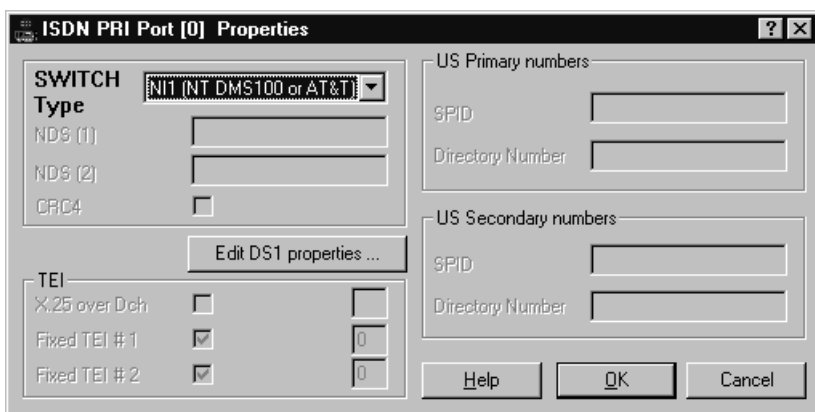 ISDN PRI Port [0] Properties
SWITCH Type
NI1 (NT DMS100 or AT&T)
NDS (1)
NDS (2)
CRC4
Edit DS1 properties ...
TEI
X.25 over Dch
Fixed TEI # 1
0
Fixed TEI # 2
0
US Primary numbers
SPID
Directory Number
US Secondary numbers
SPID
Directory Number
Help
OK
Cancel